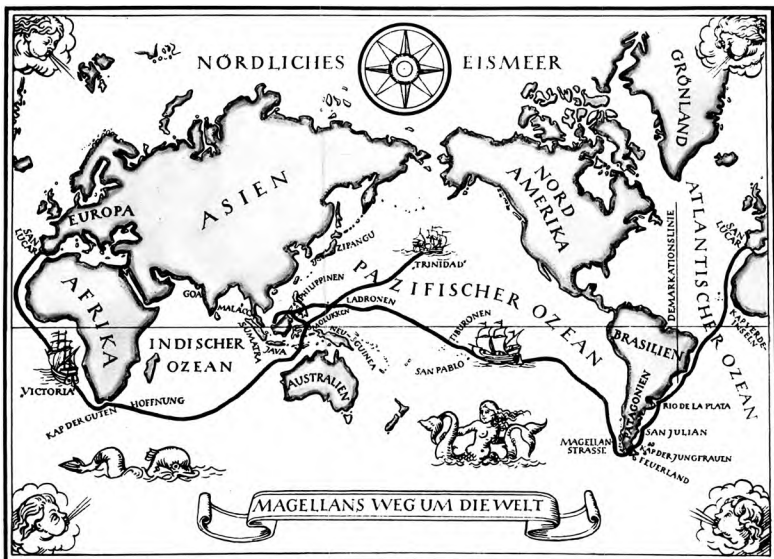 NÖRDLICHES EISMEER
GRÖNLAND
NORD
AMERIKA
ASIEN
EUROPA
SAN
LUCAR
ATLANTISCHER OZEAN
DEMARKATIONSLINIE
SAN
LUCAR
ZIPANGU
„TRINIDAD“
PAZIFISCHER OZEAN
AFRIKA
GOA
MALACCA
PHILIPPINEN
LADRONEN
MOLUKKEN
SUMATRA
JAVA
NEU-GUINEA
TIBURONEN
KAPVERDE-
INSELN
INDISCHER
OZEAN
BRASILIEN
SAN PABLO
AUSTRALIEN
„VICTORIA“
PATAGONIEN
RIO DE LA PLATA
KAP DER GUTEN HOFFNUNG
SAN JULIAN
MAGELLAN
STRASSE
KAP DER JUNGFRAUEN
FEUERLAND
MAGELLANS WEG UM DIE WELT